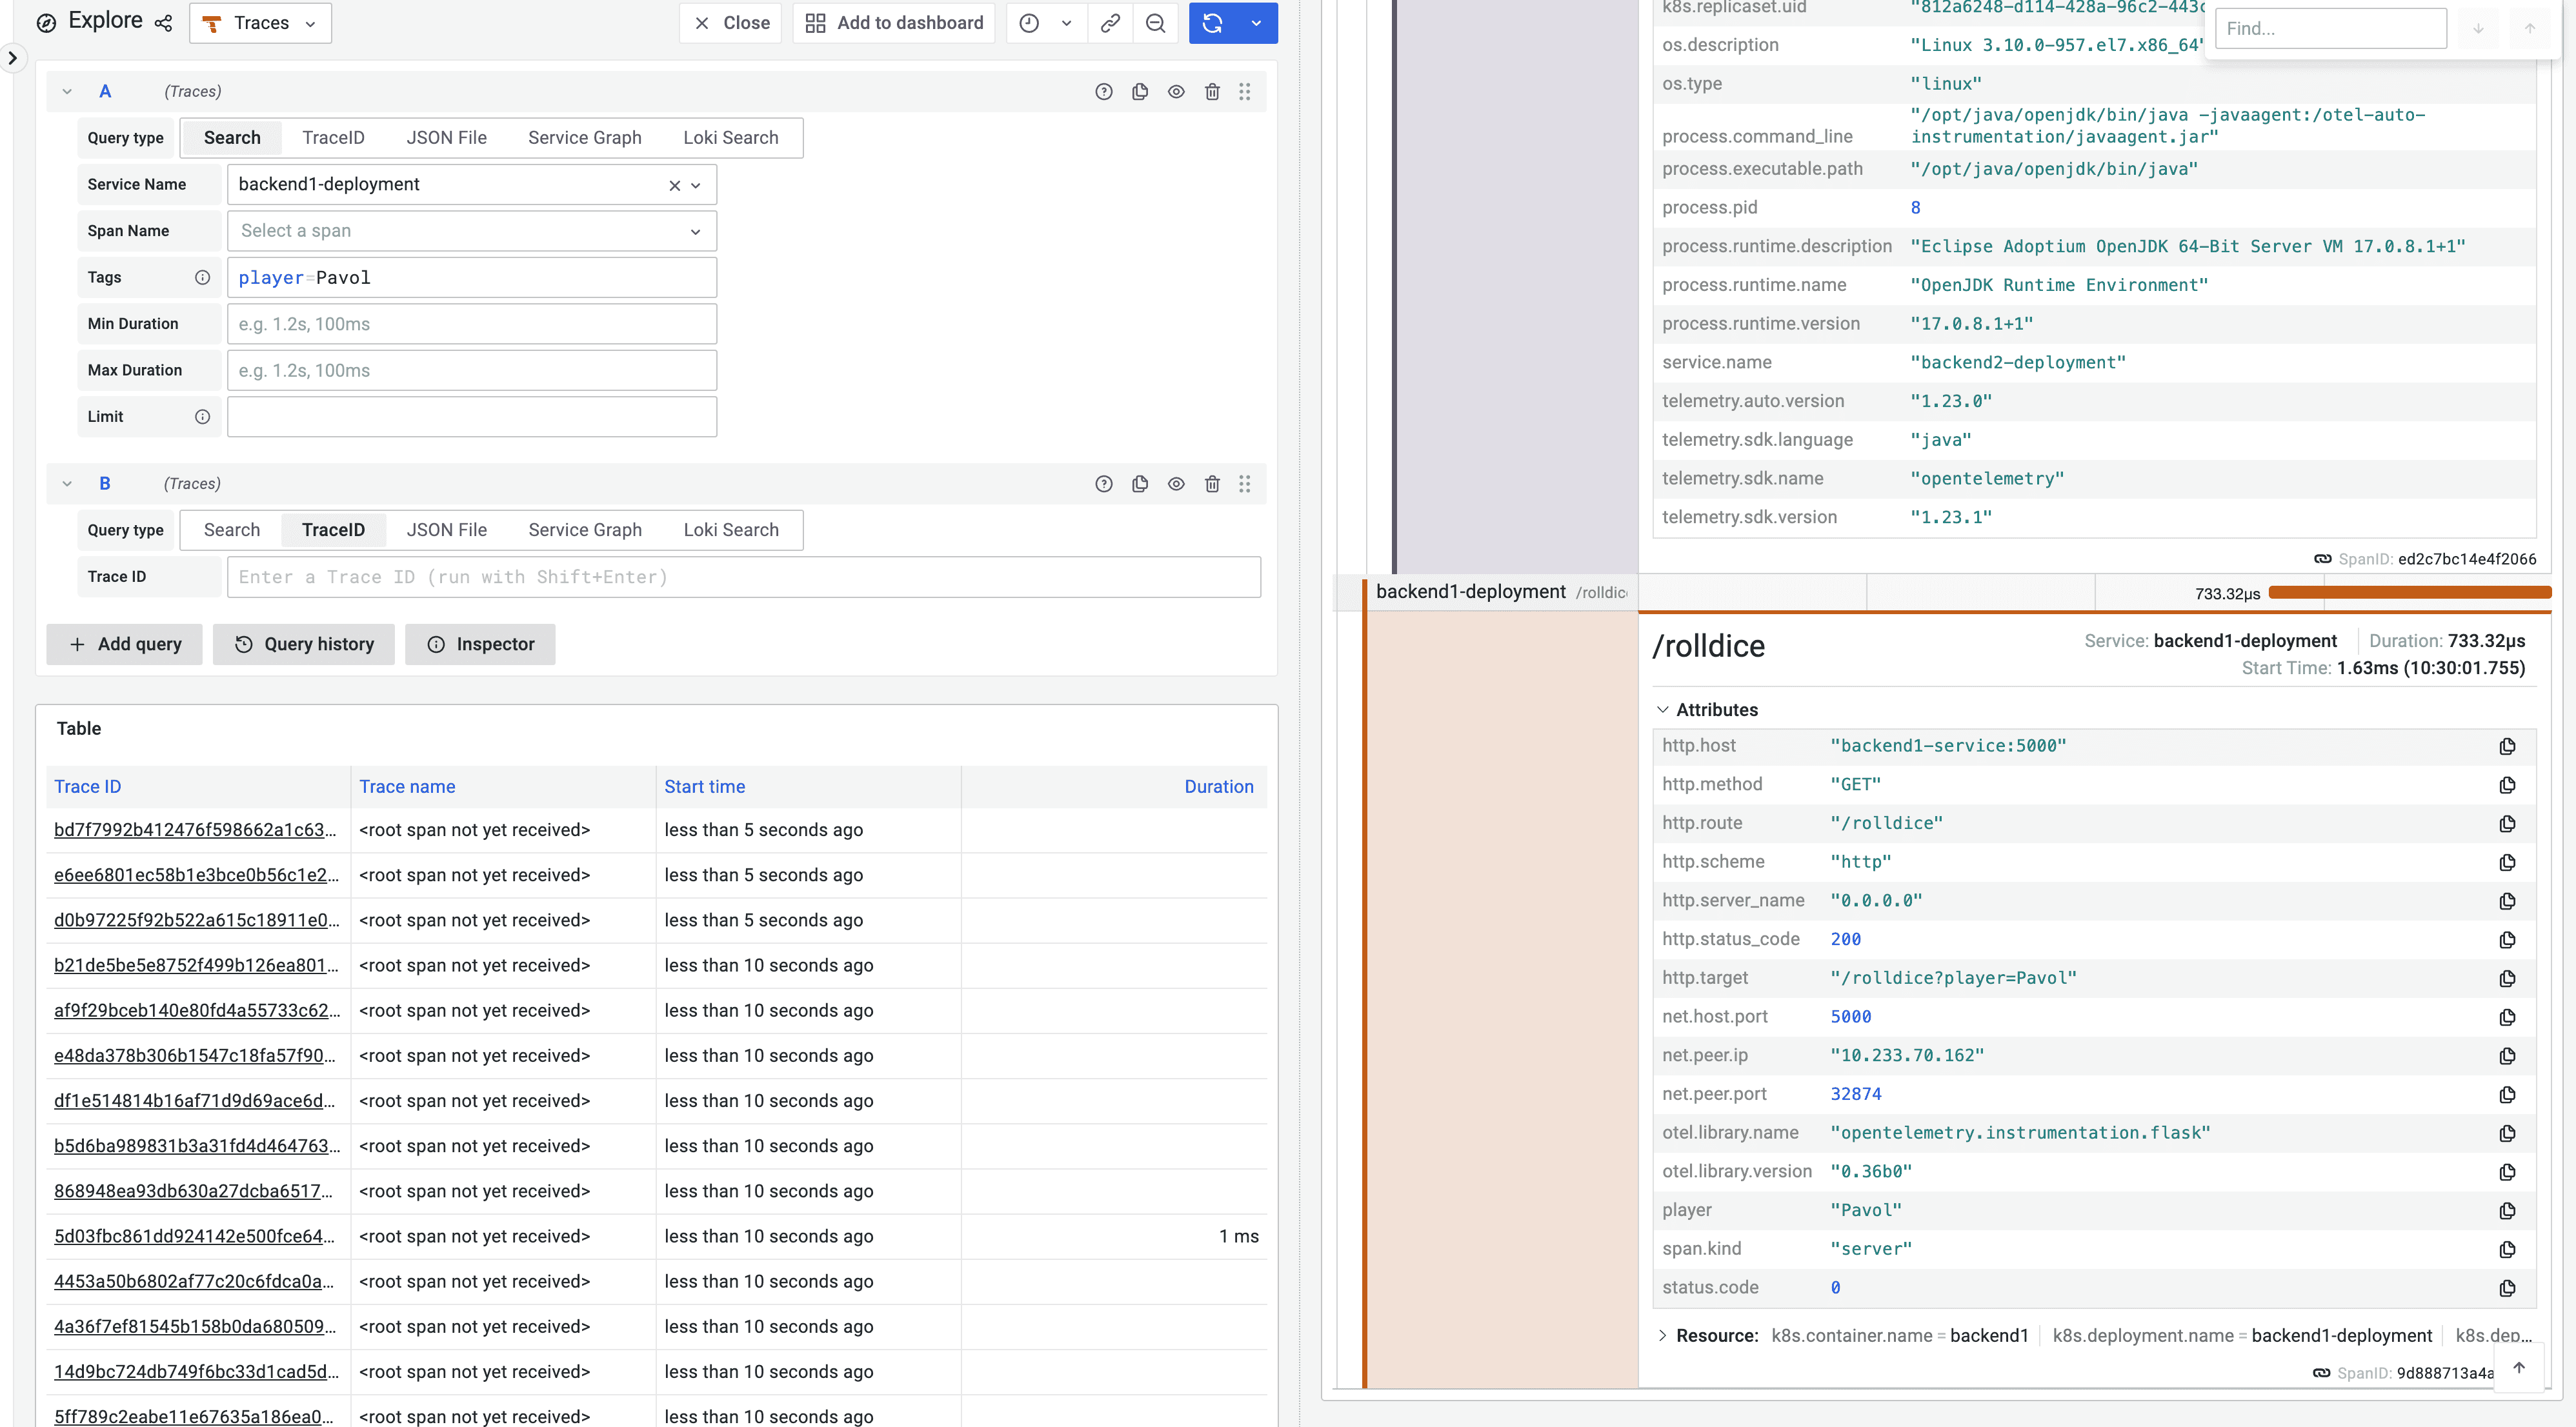 Explore
Traces
Close
Add to dashboard
A (Traces)
Query type Search TraceID JSON File Service Graph Loki Search
Service Name backend1-deployment
Span Name Select a span
Tags player=Pavol
Min Duration e.g. 1.2s, 100ms
Max Duration e.g. 1.2s, 100ms
Limit
B (Traces)
Query type Search TraceID JSON File Service Graph Loki Search
Trace ID Enter a Trace ID (run with Shift+Enter)
Add query Query history Inspector
Table
Trace ID Trace name Start time Duration
bd7f7992b412476f598662a1c63... <root span not yet received> less than 5 seconds ago
e6ee6801ec58b1e3bce0b56c1e2... <root span not yet received> less than 5 seconds ago
d0b97225f92b522a615c18911e0... <root span not yet received> less than 5 seconds ago
b21de5be5e8752f499b126ea801... <root span not yet received> less than 10 seconds ago
af9f29bceb140e80fd4a55733c62... <root span not yet received> less than 10 seconds ago
e48da378b306b1547c18fa57f90... <root span not yet received> less than 10 seconds ago
df1e514814b16af71d9d69ace6d... <root span not yet received> less than 10 seconds ago
b5d6ba989831b3a31fd4d464763... <root span not yet received> less than 10 seconds ago
868948ea93db630a27dcba6517... <root span not yet received> less than 10 seconds ago
5d03fbc861dd924142e500fce64... <root span not yet received> less than 10 seconds ago 1 ms
4453a50b6802af77c20c6fdca0a... <root span not yet received> less than 10 seconds ago
4a36f7ef81545b158b0da680509... <root span not yet received> less than 10 seconds ago
14d9bc724db749f6bc33d1cad5d... <root span not yet received> less than 10 seconds ago
5ff789c2eabe11e67635a186ea0... <root span not yet received> less than 10 seconds ago
k8s.replicaset.uid "812a6248-d114-428a-96c2-443c
Find...
os.description "Linux 3.10.0-957.el7.x86_64"
os.type "linux"
process.command_line "/opt/java/openjdk/bin/java -javaagent:/otel-auto-
instrumentation/javaagent.jar"
process.executable.path "/opt/java/openjdk/bin/java"
process.pid 8
process.runtime.description "Eclipse Adoptium OpenJDK 64-Bit Server VM 17.0.8.1+1"
process.runtime.name "OpenJDK Runtime Environment"
process.runtime.version "17.0.8.1+1"
service.name "backend2-deployment"
telemetry.auto.version "1.23.0"
telemetry.sdk.language "java"
telemetry.sdk.name "opentelemetry"
telemetry.sdk.version "1.23.1"
SpanID: ed2c7bc14e4f2066
backend1-deployment /rolldic 733.32µs
/rolldice
Service: backend1-deployment Duration: 733.32µs
Start Time: 1.63ms (10:30:01.755)
Attributes
http.host "backend1-service:5000"
http.method "GET"
http.route "/rolldice"
http.scheme "http"
http.server_name "0.0.0.0"
http.status_code 200
http.target "/rolldice?player=Pavol"
net.host.port 5000
net.peer.ip "10.233.70.162"
net.peer.port 32874
otel.library.name "opentelemetry.instrumentation.flask"
otel.library.version "0.36b0"
player "Pavol"
span.kind "server"
status.code 0
Resource: k8s.container.name = backend1 k8s.deployment.name = backend1-deployment k8s.dep...
SpanID: 9d888713a4a